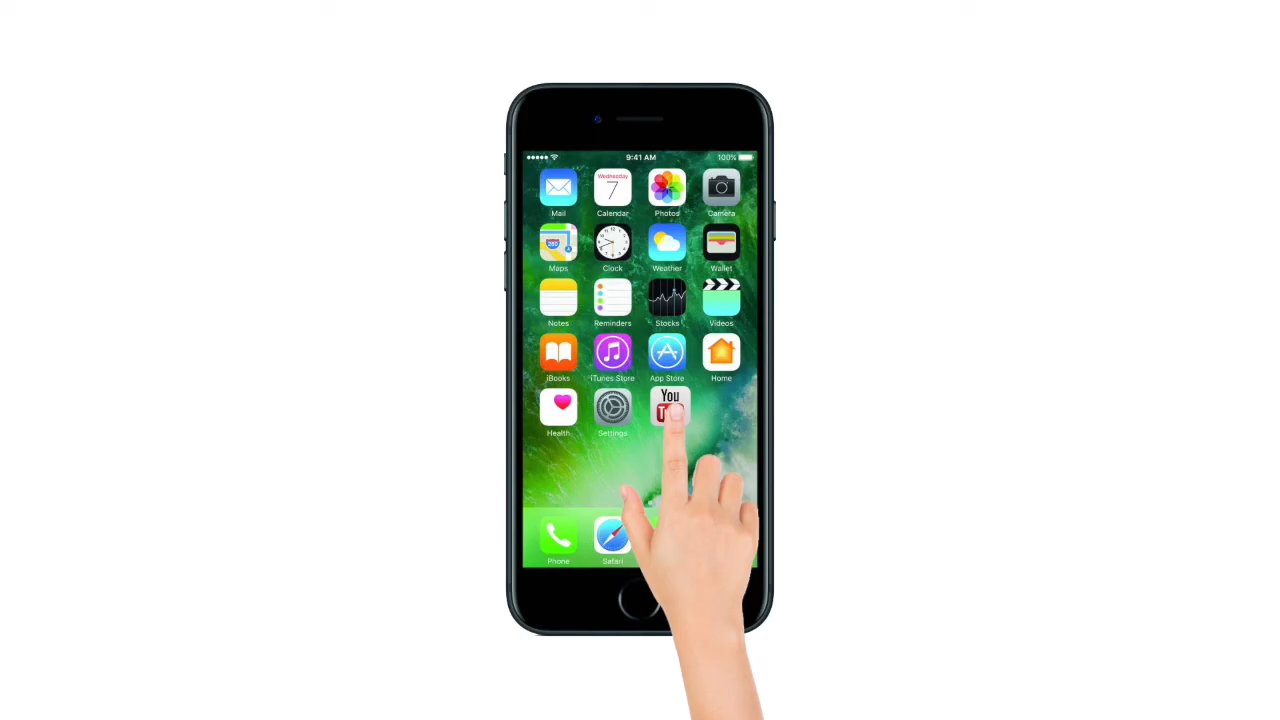 9:41 AM 100%
Wednesday
7
Mail Calendar Photos Camera
280
Maps Clock Weather Wallet
Notes Reminders Stocks Videos
iBooks iTunes Store App Store Home
You
Health Settings
Phone Safari